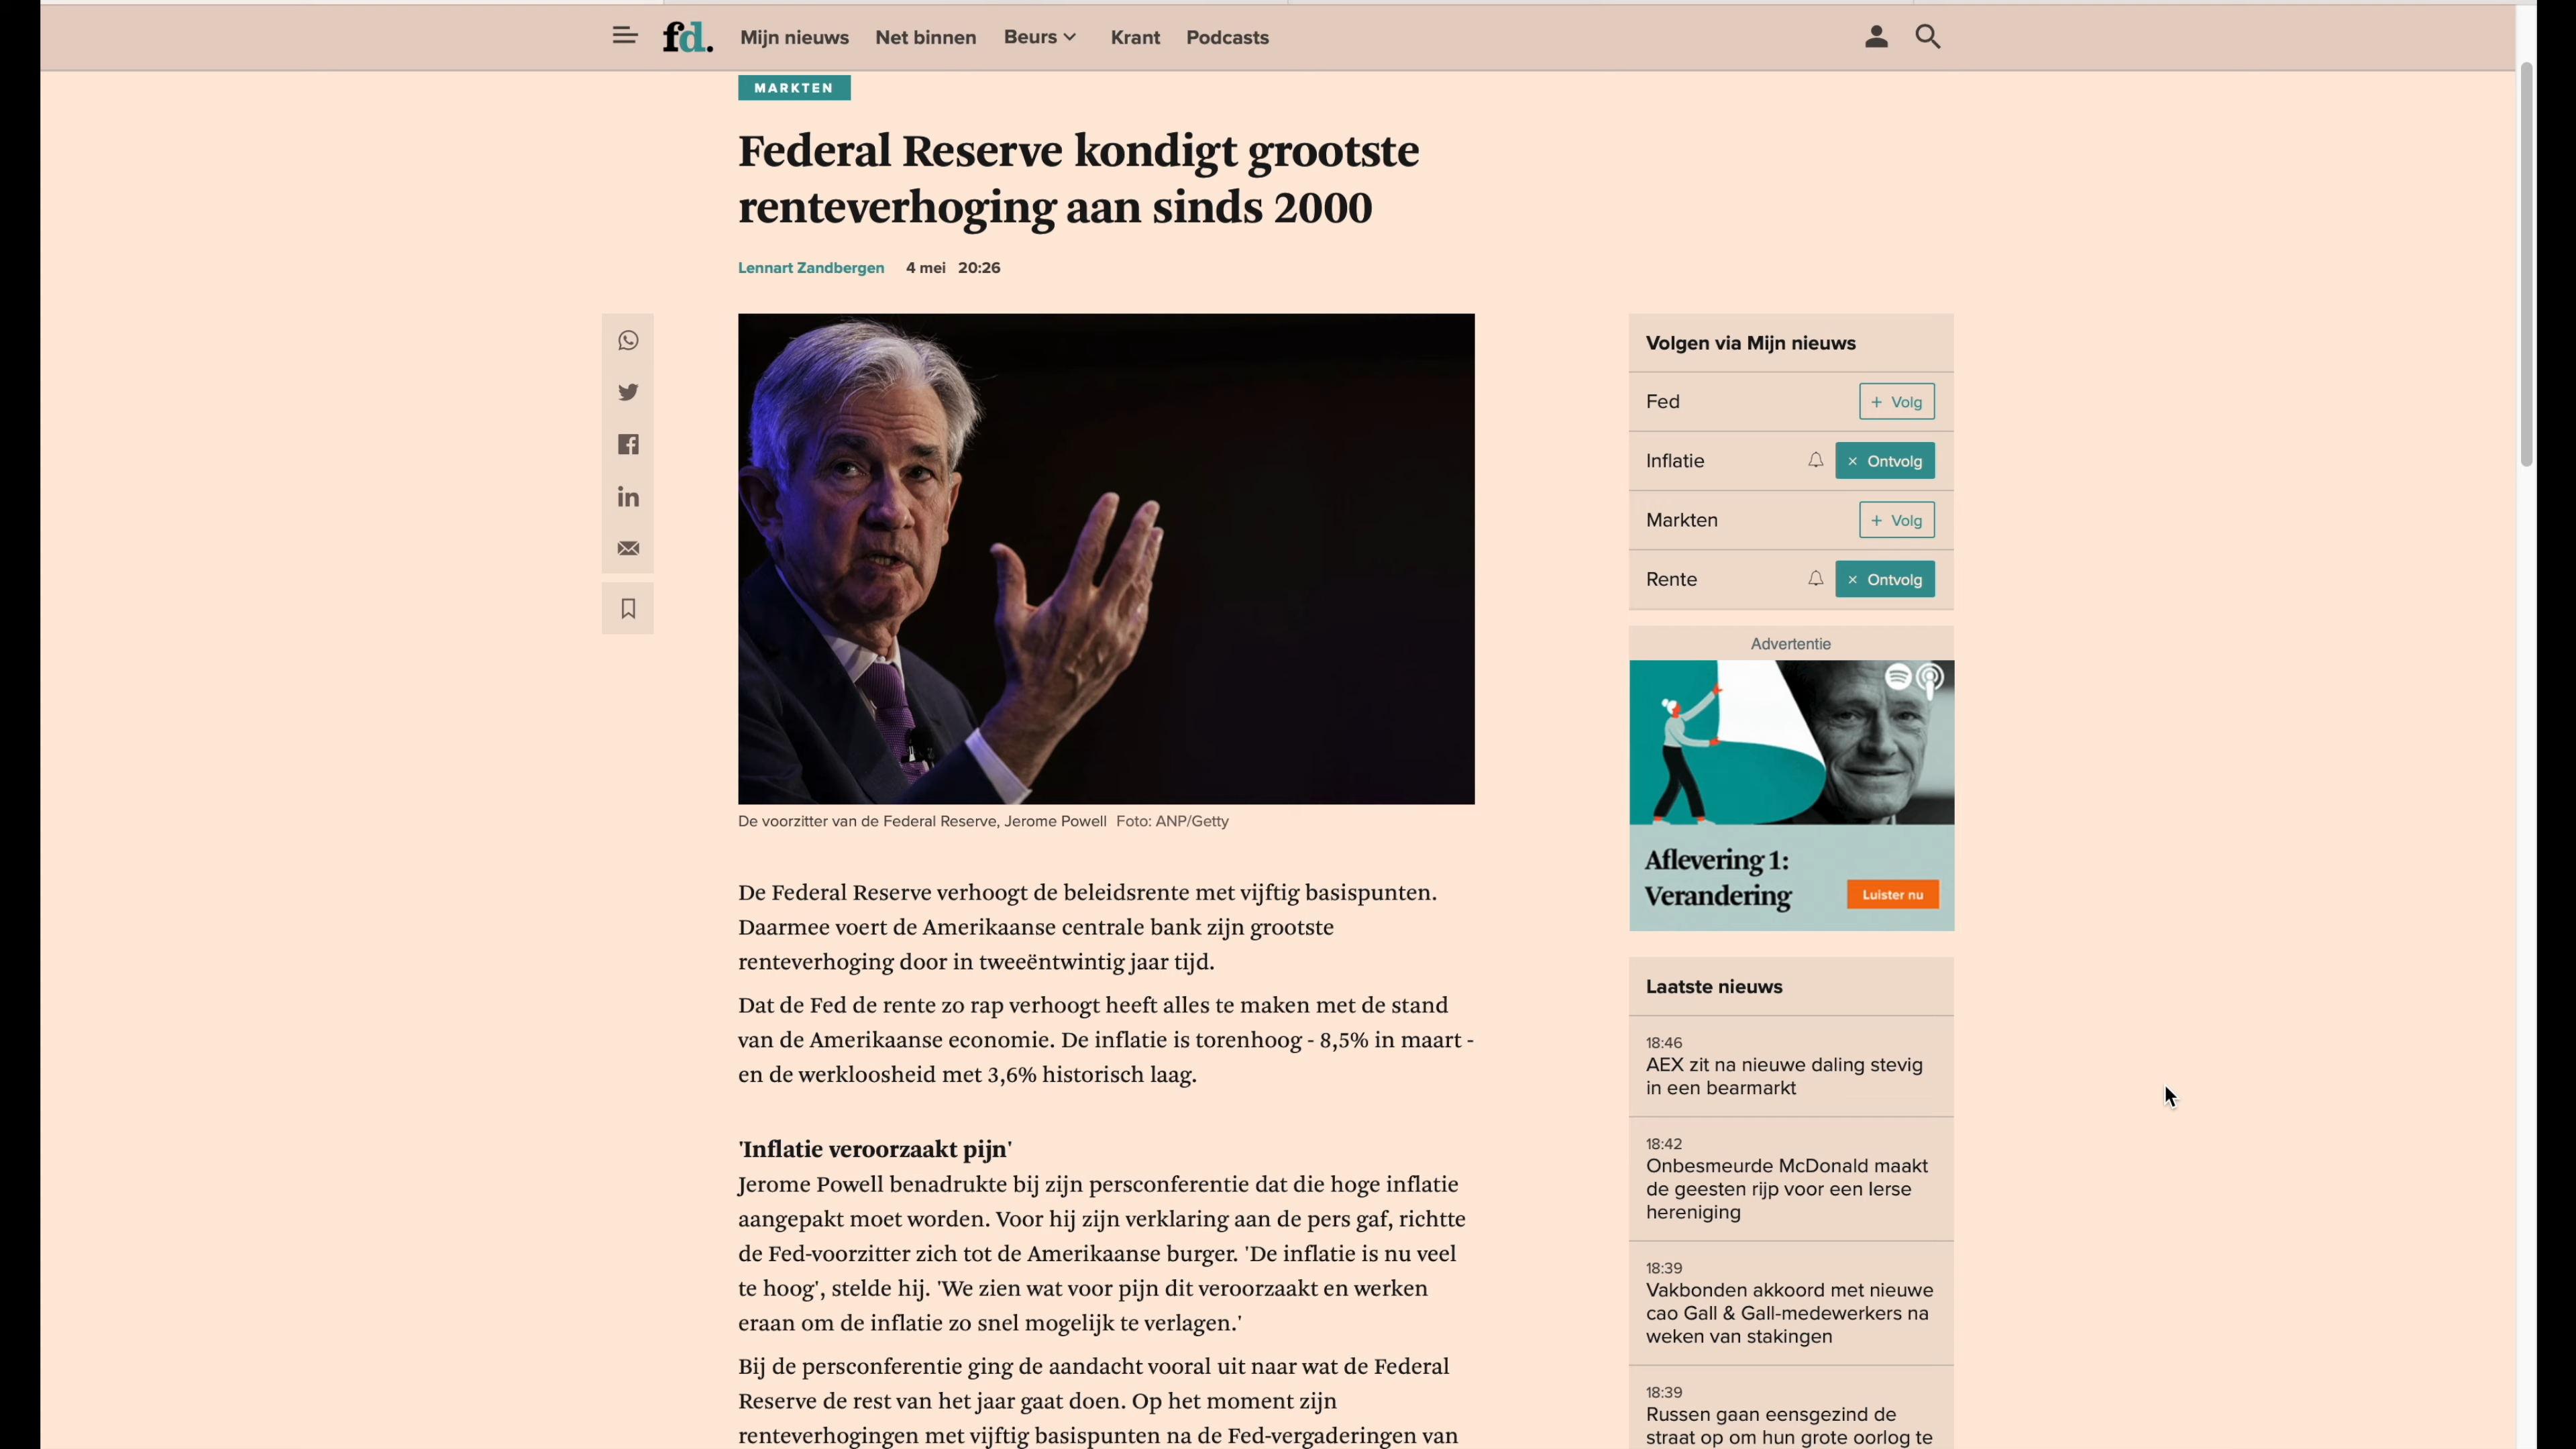 fd.
Mijn nieuws
Net binnen
Beurs
Krant
Podcasts
MARKTEN
Federal Reserve kondigt grootste
renteverhoging aan sinds 2000
Lennart Zandbergen 4 mei 20:26
De voorzitter van de Federal Reserve, Jerome Powell Foto: ANP/Getty
De Federal Reserve verhoogt de beleidsrente met vijftig basispunten.
Daarmee voert de Amerikaanse centrale bank zijn grootste
renteverhoging door in tweeëntwintig jaar tijd.
Dat de Fed de rente zo rap verhoogt heeft alles te maken met de stand
van de Amerikaanse economie. De inflatie is torenhoog - 8,5% in maart -
en de werkloosheid met 3,6% historisch laag.
'Inflatie veroorzaakt pijn'
Jerome Powell benadrukte bij zijn persconferentie dat die hoge inflatie
aangepakt moet worden. Voor hij zijn verklaring aan de pers gaf, richtte
de Fed-voorzitter zich tot de Amerikaanse burger. 'De inflatie is nu veel
te hoog', stelde hij. 'We zien wat voor pijn dit veroorzaakt en werken
eraan om de inflatie zo snel mogelijk te verlagen.'
Bij de persconferentie ging de aandacht vooral uit naar wat de Federal
Reserve de rest van het jaar gaat doen. Op het moment zijn
renteverhogingen met vijftig basispunten na de Fed-vergaderingen van
Volgen via Mijn nieuws
Fed + Volg
Inflatie × Ontvolg
Markten + Volg
Rente × Ontvolg
Advertentie
Aflevering 1:
Verandering
Luister nu
Laatste nieuws
18:46
AEX zit na nieuwe daling stevig
in een bearmarkt
18:42
Onbesmeurde McDonald maakt
de geesten rijp voor een Ierse
hereniging
18:39
Vakbonden akkoord met nieuwe
cao Gall & Gall-medewerkers na
weken van stakingen
18:39
Russen gaan eensgezind de
straat op om hun grote oorlog te